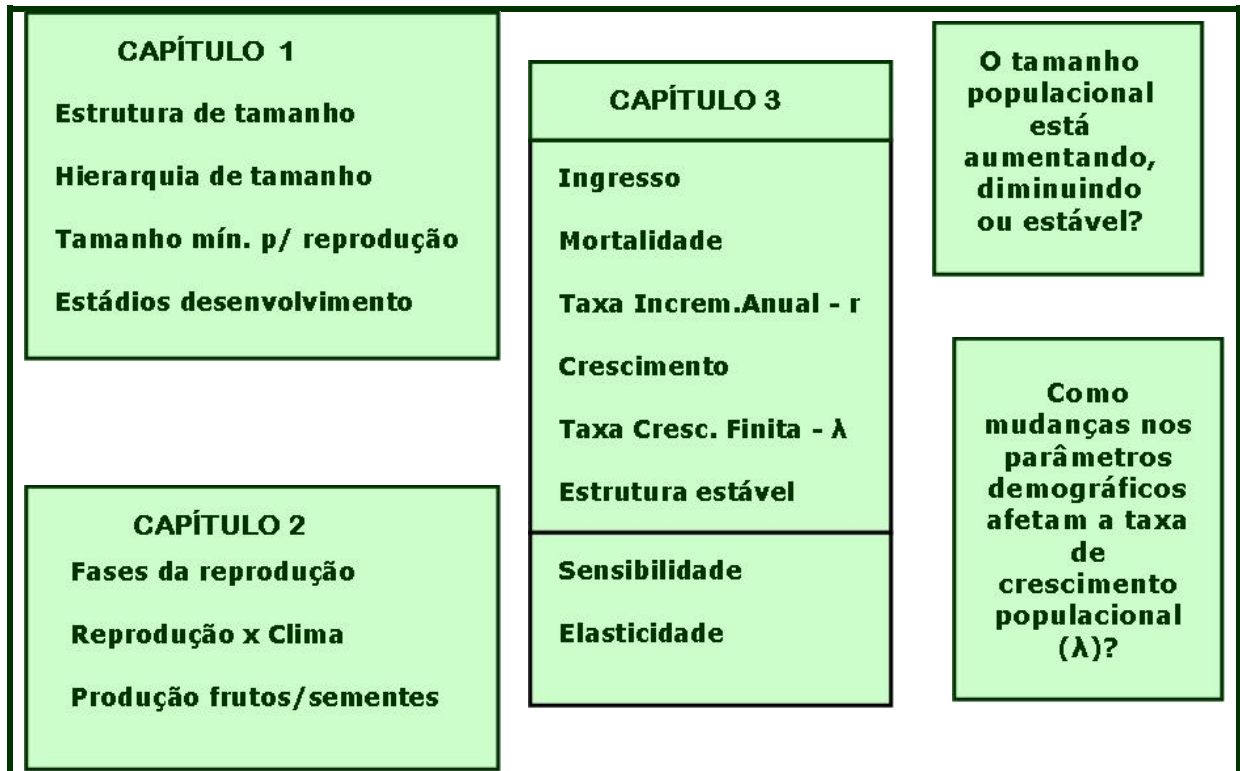 CAPÍTULO 1
Estrutura de tamanho
Hierarquia de tamanho
Tamanho mín. p/ reprodução
Estádios desenvolvimento
CAPÍTULO 2
Fases da reprodução
Reprodução x Clima
Produção frutos/sementes
CAPÍTULO 3
Ingresso
Mortalidade
Taxa Increm.Anual - r
Crescimento
Taxa Cresc. Finita - λ
Estrutura estável
Sensibilidade
Elasticidade
O tamanho
populacional
está
aumentando,
diminuindo
ou estável?
Como
mudanças nos
parâmetros
demográficos
afetam a taxa
de
crescimento
populacional
(λ)?